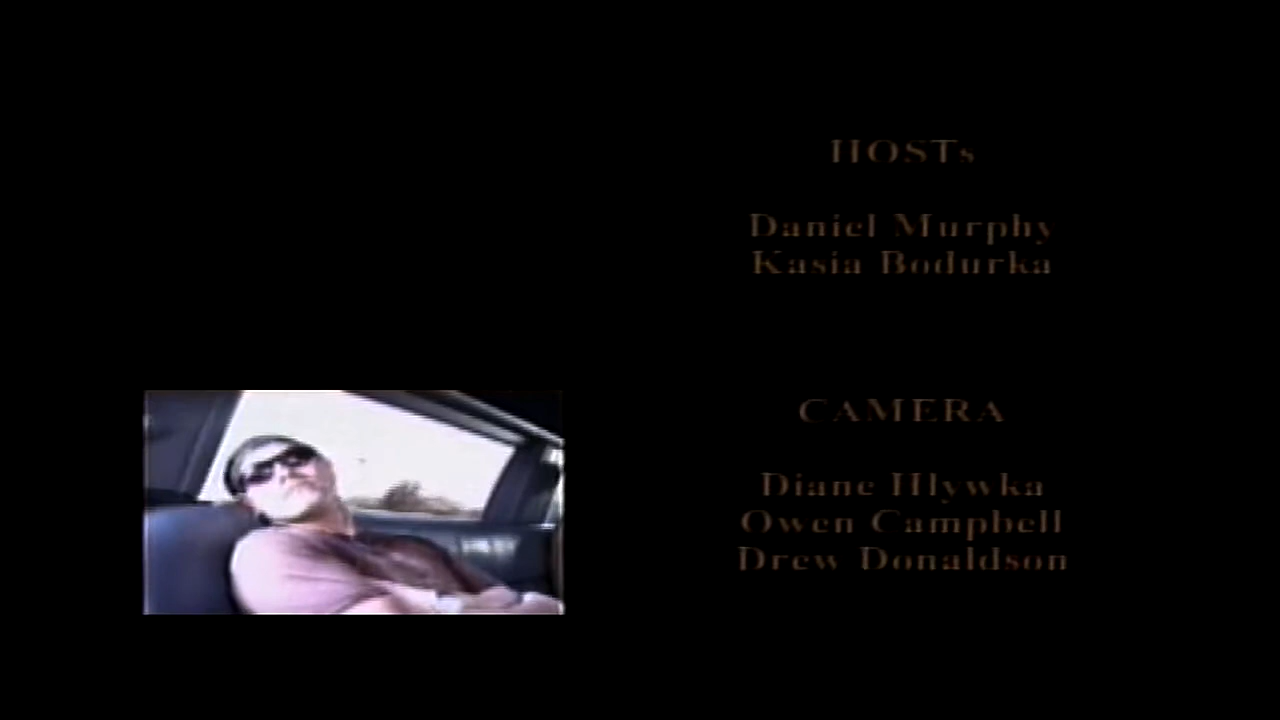 HOSTs
Daniel Murphy
Kasia Bodurka
CAMERA
Diane Hlywka
Owen Campbell
Drew Donaldson